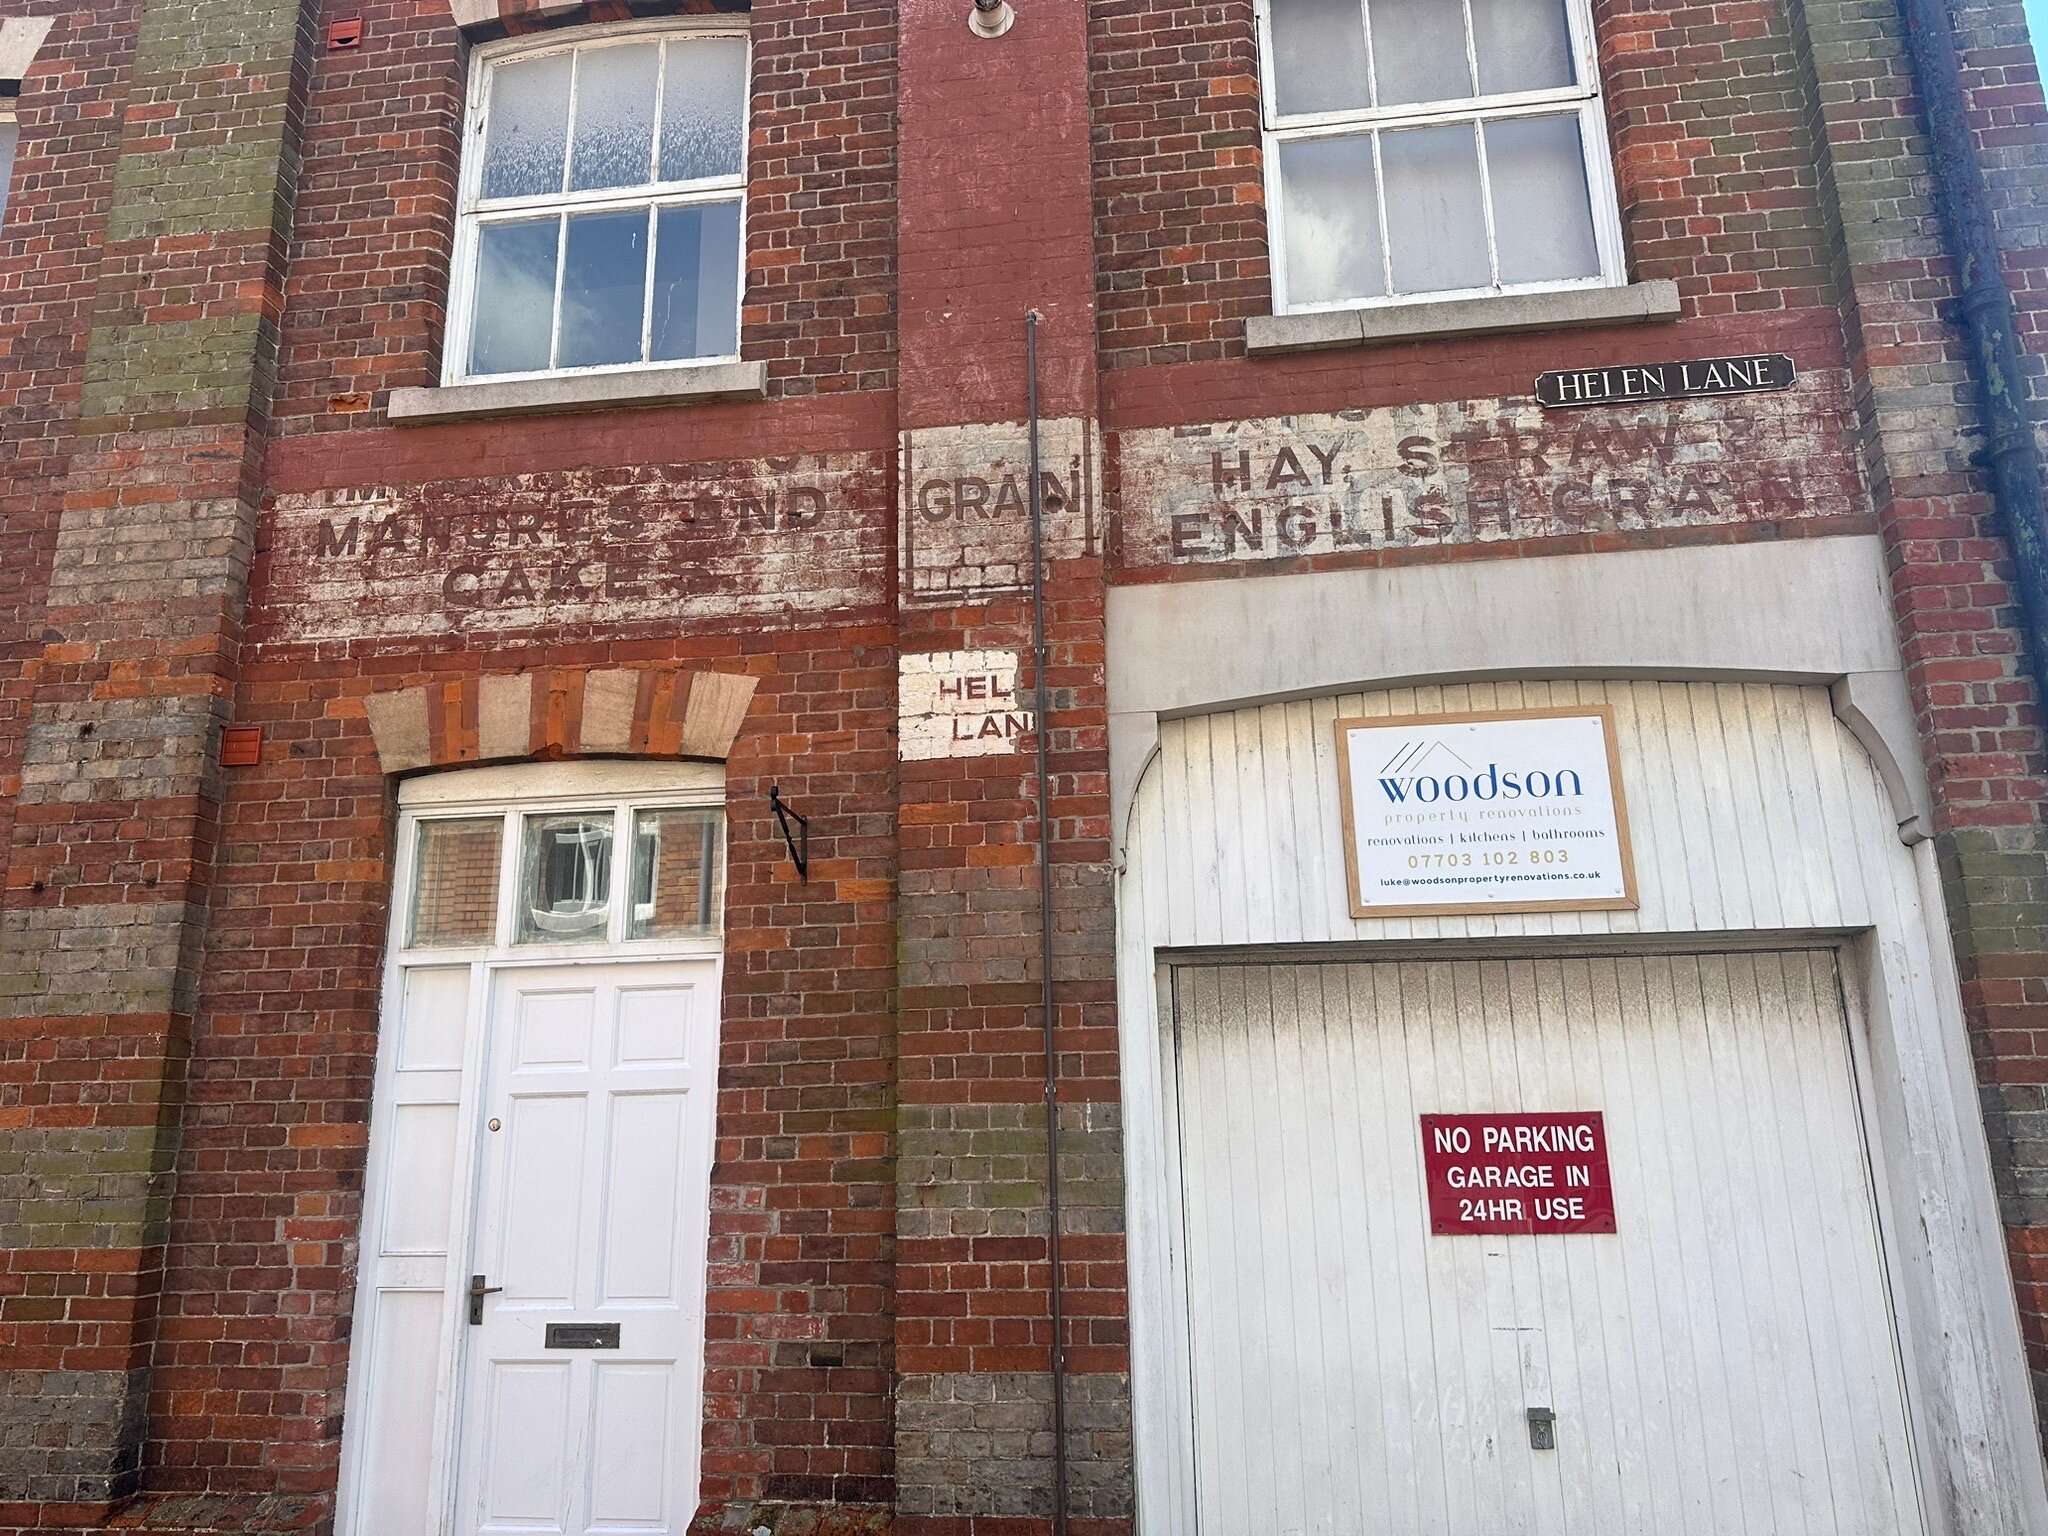 MANURES AND
CAKES
GRAIN
HAY, STRAW
ENGLISH GRAIN
HELEN LANE
HEL
LAN
woodson
property renovations
renovations | kitchens | bathrooms
07703 102 803
luke@woodsonpropertyrenovations.co.uk
NO PARKING
GARAGE IN
24HR USE